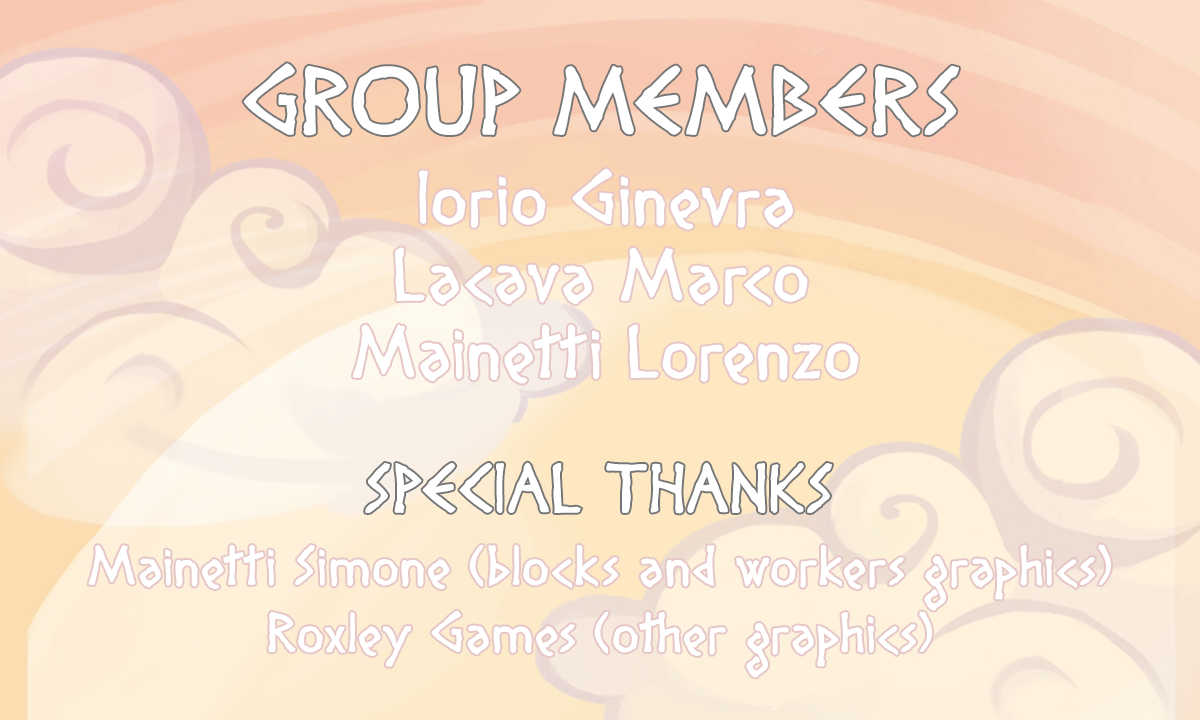 GROUP MEMBERS
Iorio Ginevra
Lacava Marco
Mainetti Lorenzo
SPECIAL THANKS
Mainetti Simone (blocks and workers graphics)
Roxley Games (other graphics)